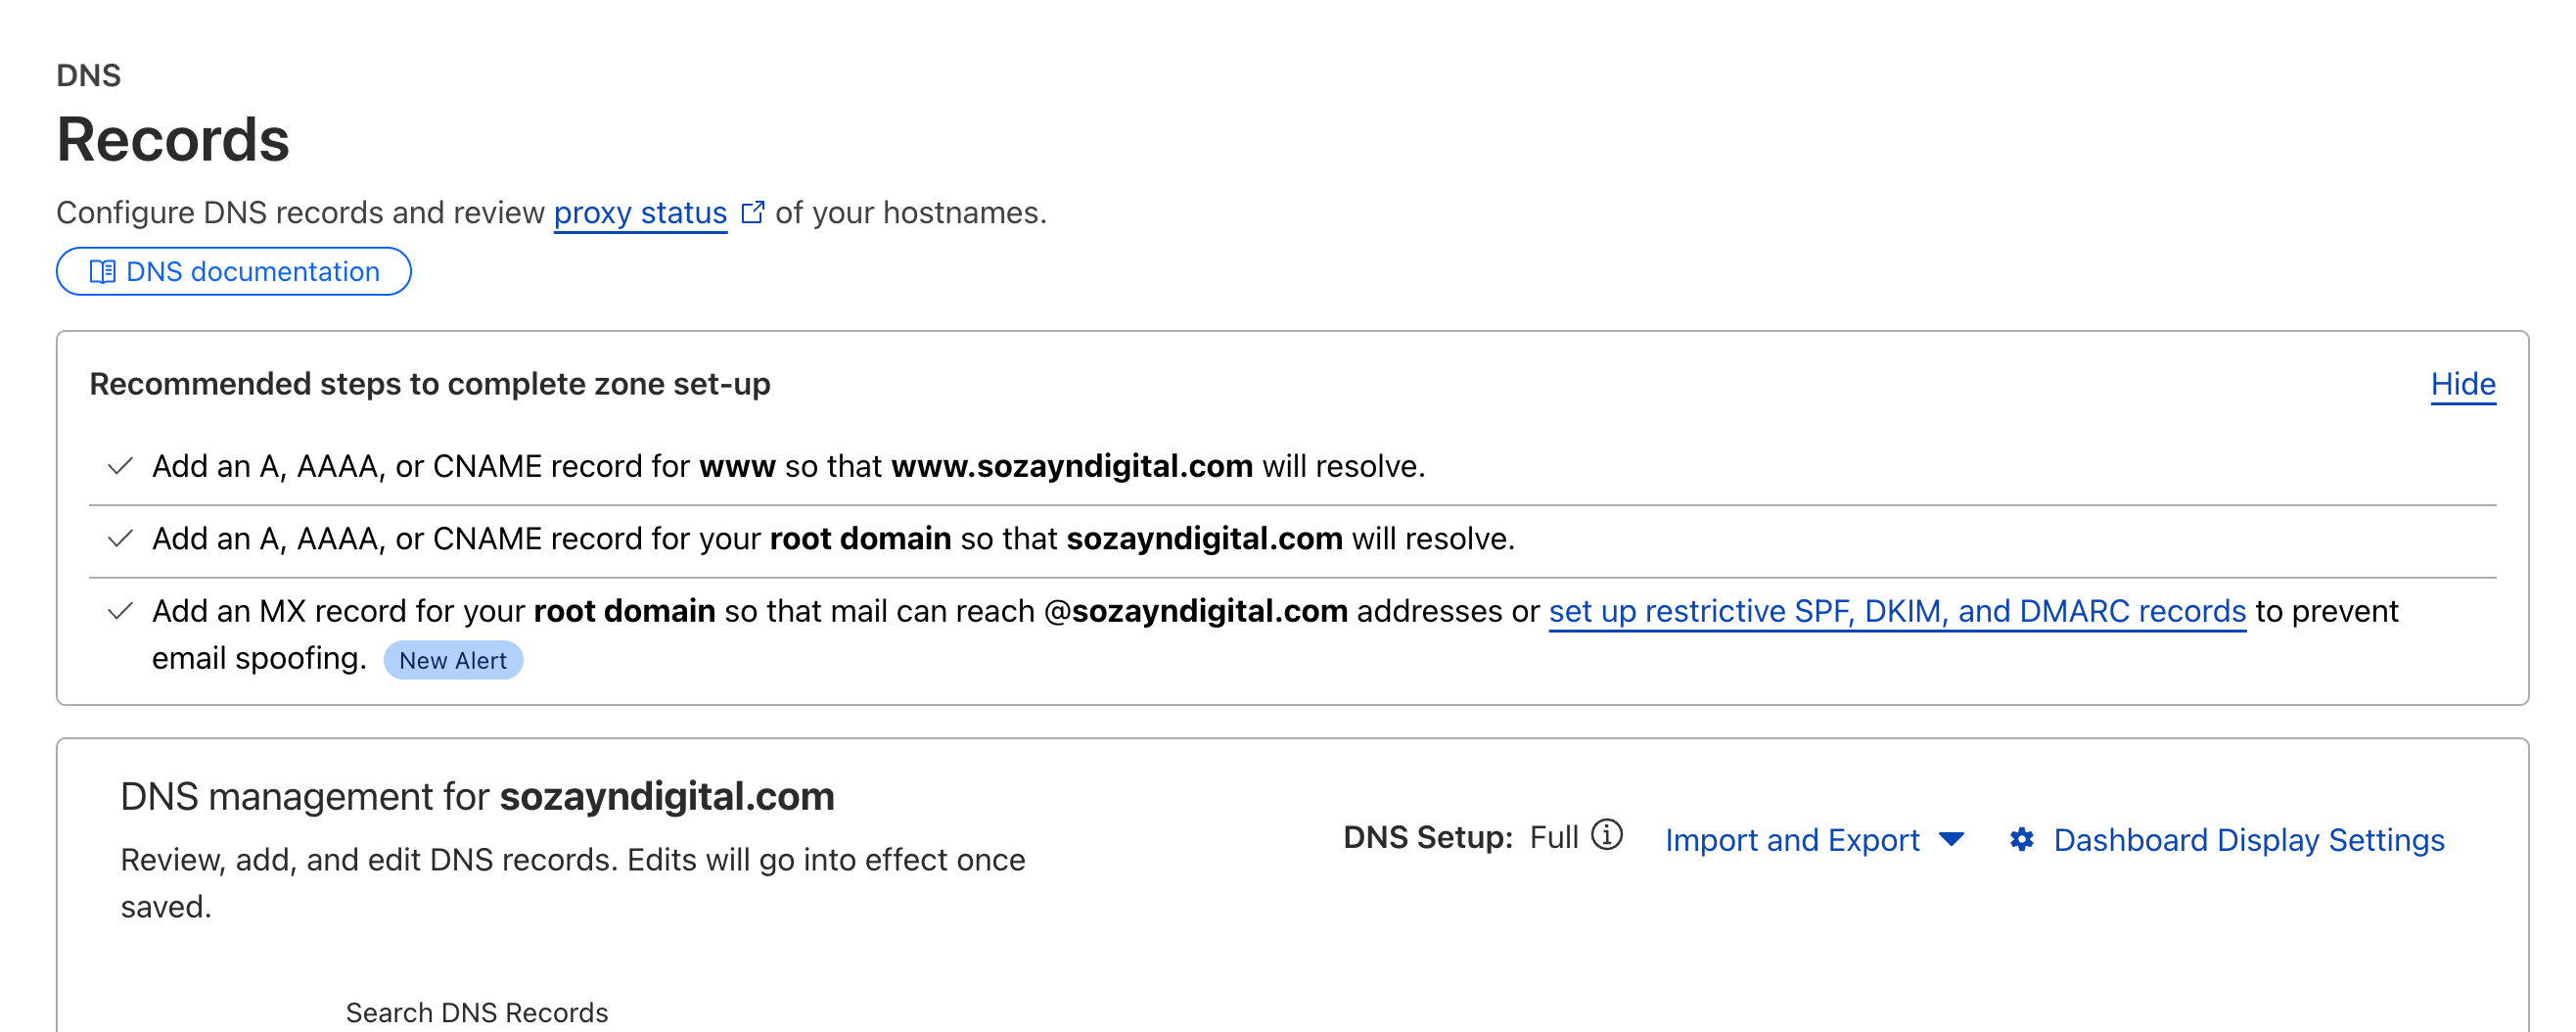 DNS
Records
Configure DNS records and review proxy status of your hostnames.
DNS documentation
Recommended steps to complete zone set-up
Hide
Add an A, AAAA, or CNAME record for www so that www.sozayndigital.com will resolve.
Add an A, AAAA, or CNAME record for your root domain so that sozayndigital.com will resolve.
Add an MX record for your root domain so that mail can reach @sozayndigital.com addresses or set up restrictive SPF, DKIM, and DMARC records to prevent
email spoofing. New Alert
DNS management for sozayndigital.com
Review, add, and edit DNS records. Edits will go into effect once
saved.
DNS Setup: Full Import and Export Dashboard Display Settings
Search DNS Records